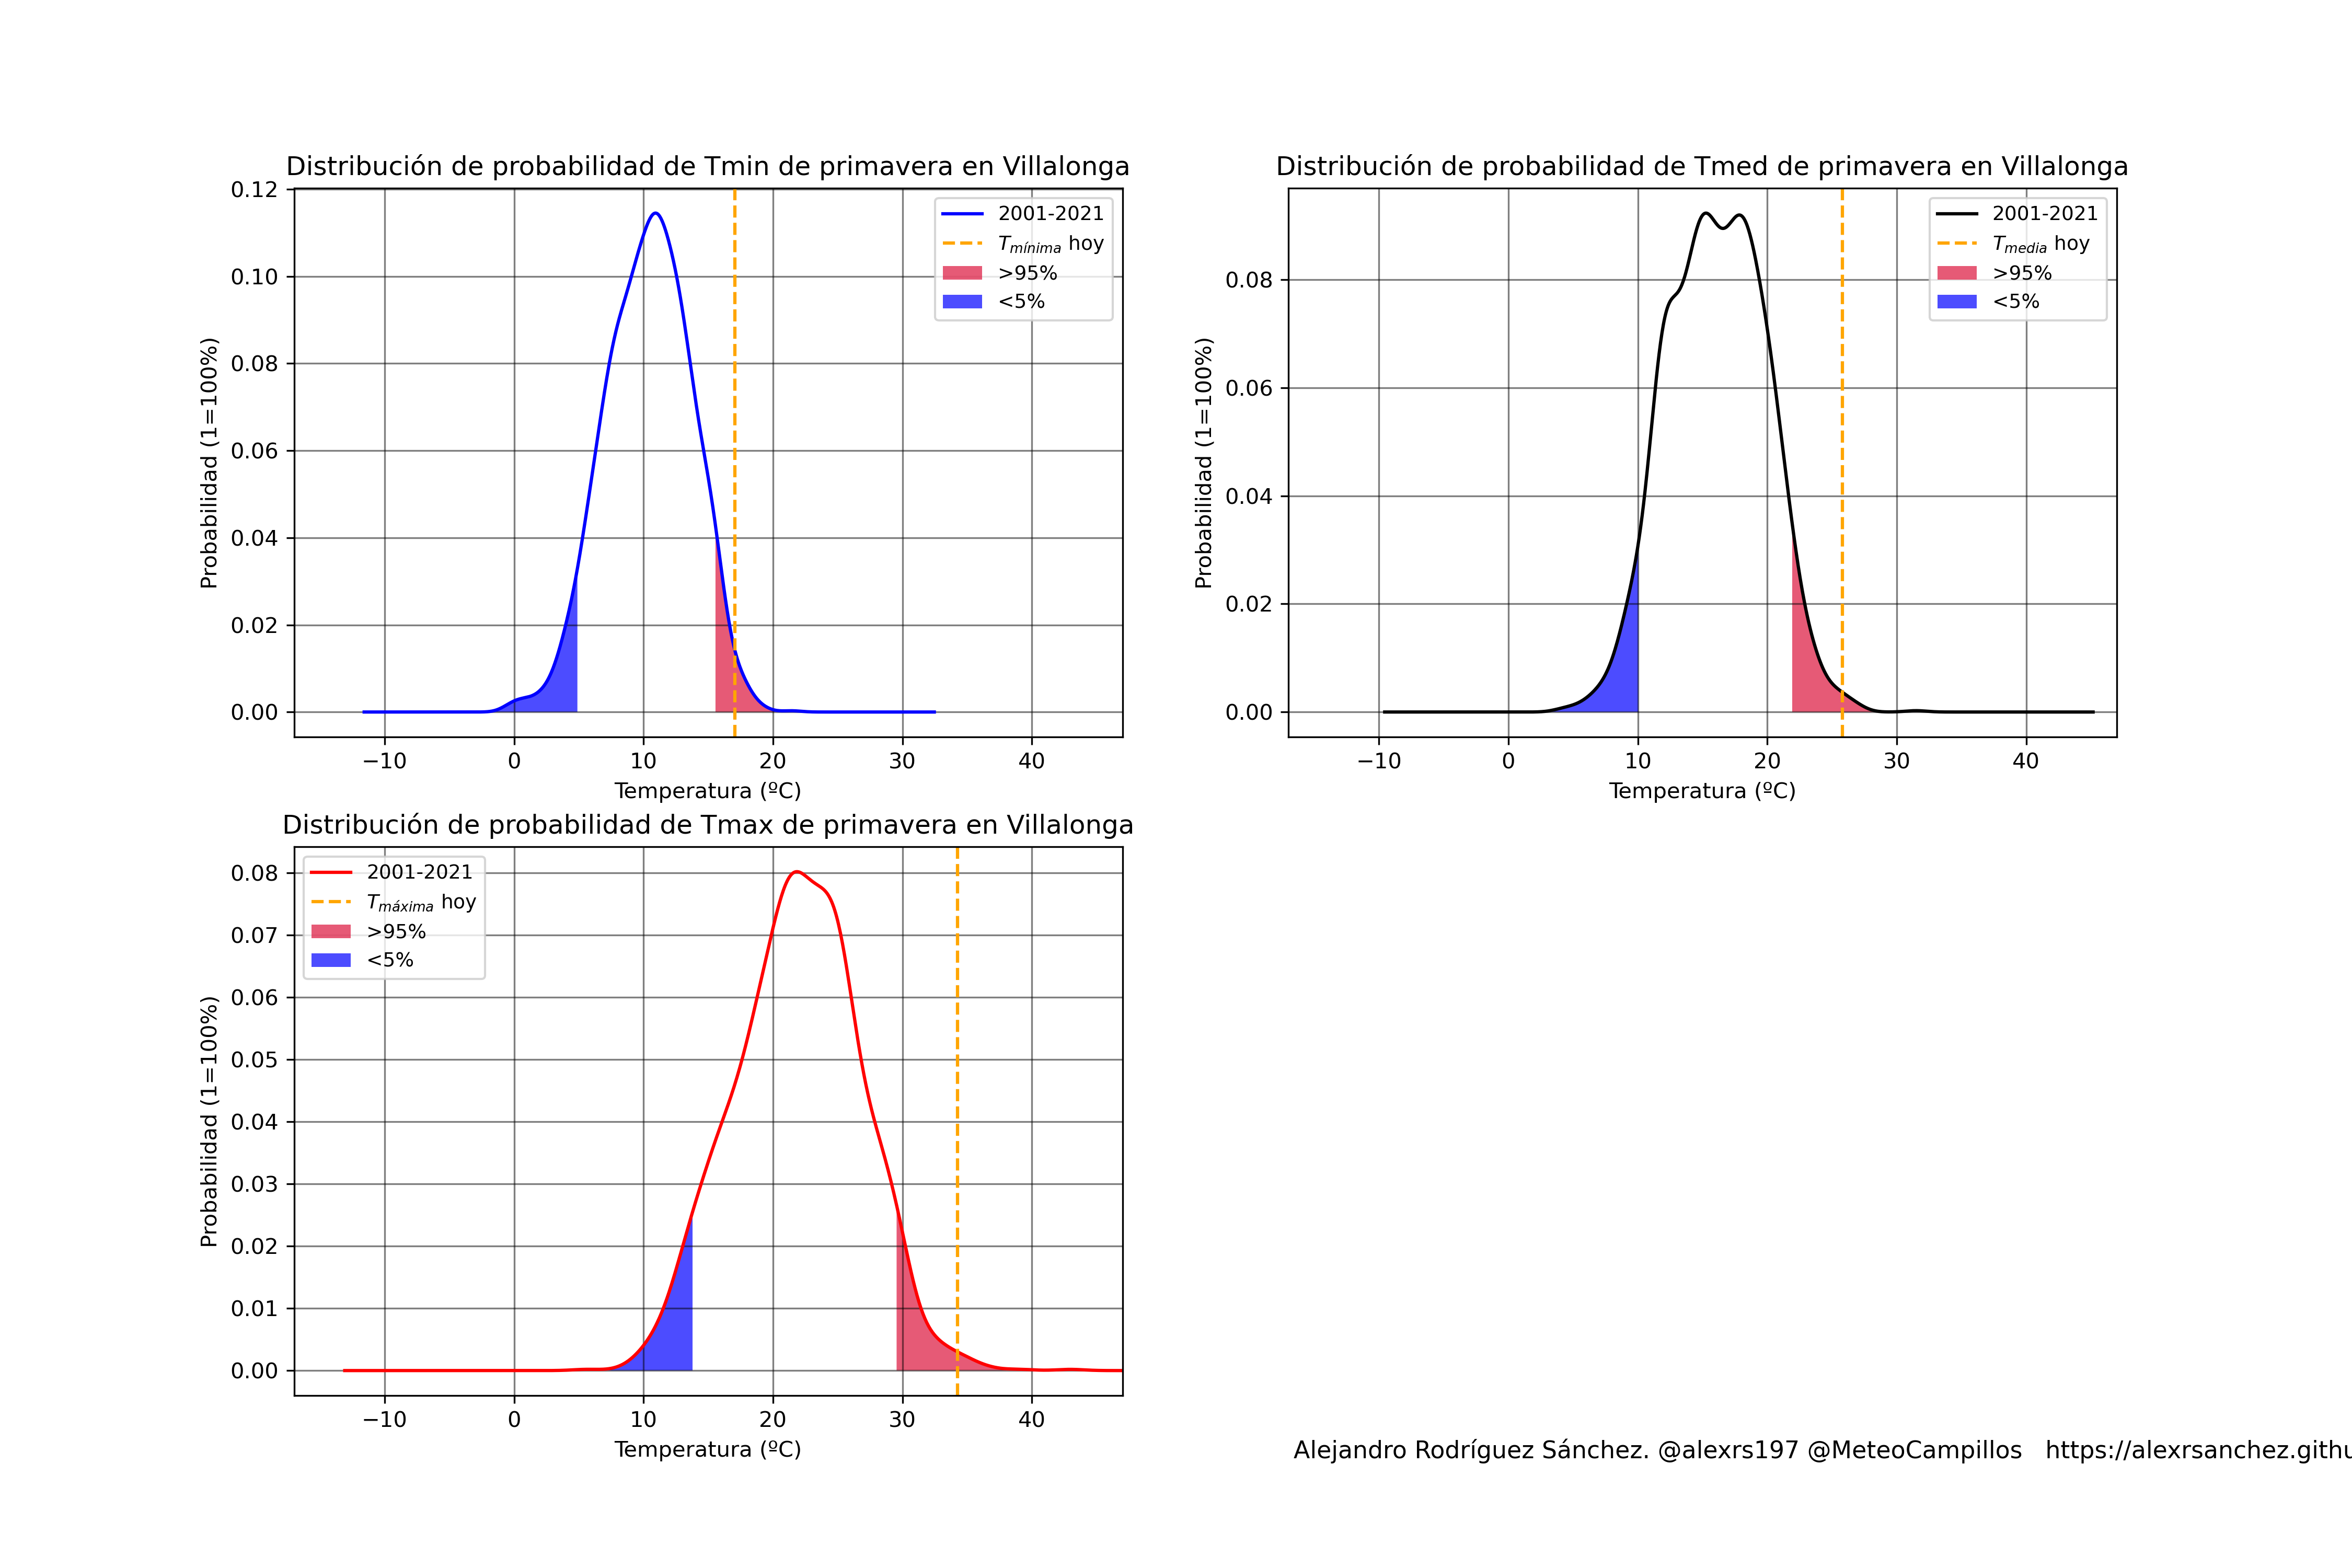 Distribución de probabilidad de Tmin de primavera en Villalonga
0.12
0.10
0.08
0.06
0.04
0.02
0.00
Probabilidad (1=100%)
2001-2021
Tmínima hoy
>95%
<5%
−10 0 10 20 30 40
Temperatura (ºC)
Distribución de probabilidad de Tmed de primavera en Villalonga
0.08
0.06
0.04
0.02
0.00
Probabilidad (1=100%)
2001-2021
Tmedia hoy
>95%
<5%
−10 0 10 20 30 40
Temperatura (ºC)
Distribución de probabilidad de Tmax de primavera en Villalonga
0.08
0.07
0.06
0.05
0.04
0.03
0.02
0.01
0.00
Probabilidad (1=100%)
2001-2021
Tmáxima hoy
>95%
<5%
−10 0 10 20 30 40
Temperatura (ºC)
Alejandro Rodríguez Sánchez. @alexrs197 @MeteoCampillos https://alexrsanchez.githu